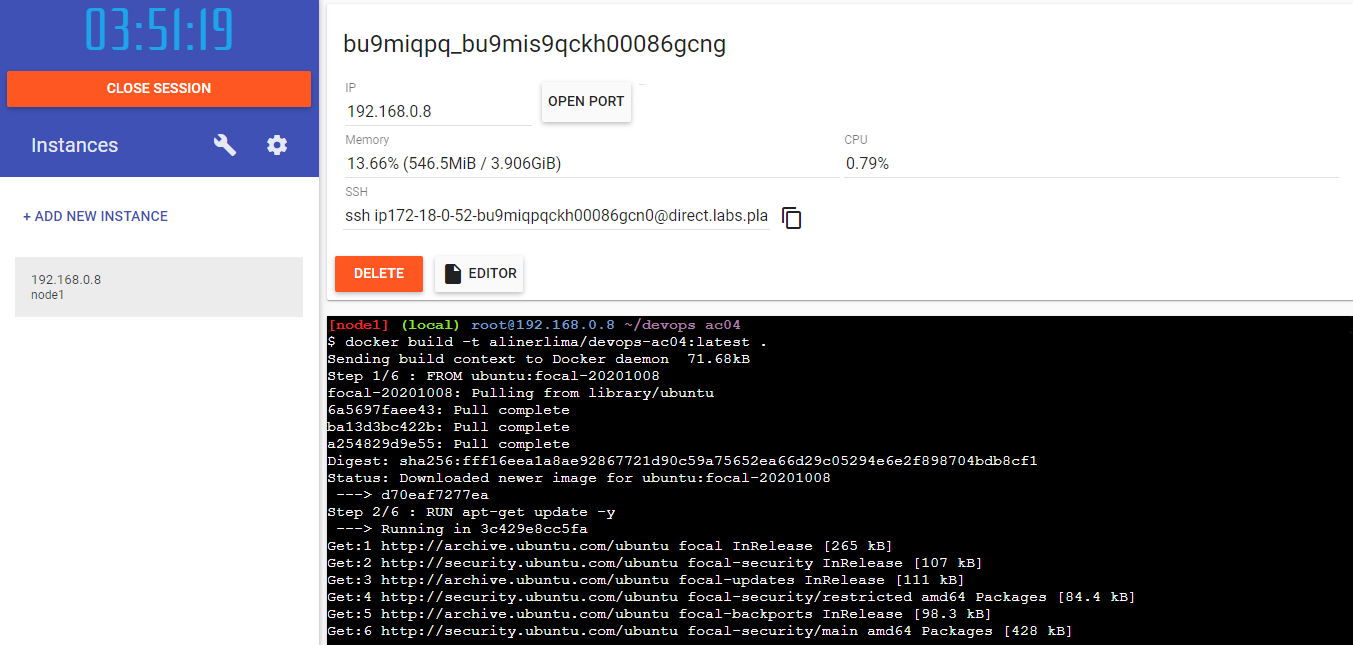 03:51:19
CLOSE SESSION
Instances
+ ADD NEW INSTANCE
192.168.0.8
node1
bu9miqpq_bu9mis9qckh00086gcng
IP
192.168.0.8
OPEN PORT
Memory
13.66% (546.5MiB / 3.906GiB)
CPU
0.79%
SSH
ssh ip172-18-0-52-bu9miqpqckh00086gcn0@direct.labs.pla
DELETE
EDITOR
[node1] (local) root@192.168.0.8 ~/devops ac04
$ docker build -t alinerlima/devops-ac04:latest .
Sending build context to Docker daemon  71.68kB
Step 1/6 : FROM ubuntu:focal-20201008
focal-20201008: Pulling from library/ubuntu
6a5697faee43: Pull complete
ba13d3bc422b: Pull complete
a254829d9e55: Pull complete
Digest: sha256:fff16eea1a8ae92867721d90c59a75652ea66d29c05294e6e2f898704bdb8cf1
Status: Downloaded newer image for ubuntu:focal-20201008
---> d70eaf7277ea
Step 2/6 : RUN apt-get update -y
---> Running in 3c429e8cc5fa
Get:1 http://archive.ubuntu.com/ubuntu focal InRelease [265 kB]
Get:2 http://security.ubuntu.com/ubuntu focal-security InRelease [107 kB]
Get:3 http://archive.ubuntu.com/ubuntu focal-updates InRelease [111 kB]
Get:4 http://security.ubuntu.com/ubuntu focal-security/restricted amd64 Packages [84.4 kB]
Get:5 http://archive.ubuntu.com/ubuntu focal-backports InRelease [98.3 kB]
Get:6 http://security.ubuntu.com/ubuntu focal-security/main amd64 Packages [428 kB]